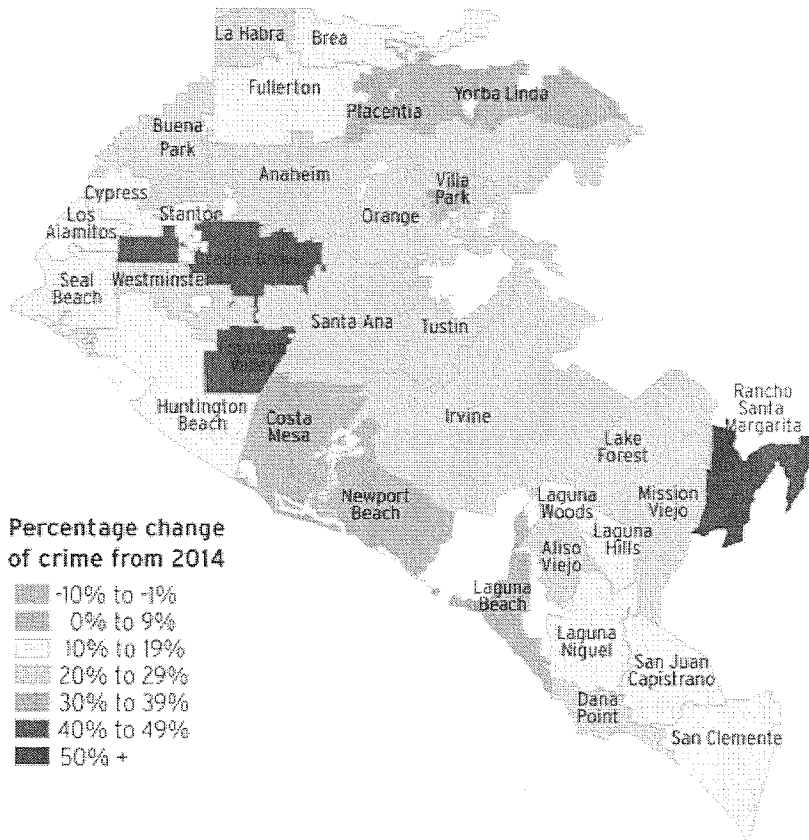 La Habra
Brea
Fullerton
Placentia
Yorba Linda
Buena
Park
Anaheim
Villa
Park
Cypress
Los
Alamitos
Stanton
Orange
Seal
Beach
Westminster
Santa Ana
Tustin
Huntington
Beach
Costa
Mesa
Irvine
Rancho
Santa
Margarita
Lake
Forest
Newport
Beach
Laguna
Woods
Mission
Viejo
Laguna
Hills
Aliso
Viejo
Laguna
Beach
Laguna
Niguel
San Juan
Capistrano
Dana
Point
San Clemente
Percentage change
of crime from 2014
-10% to -1%
0% to 9%
10% to 19%
20% to 29%
30% to 39%
40% to 49%
50% +